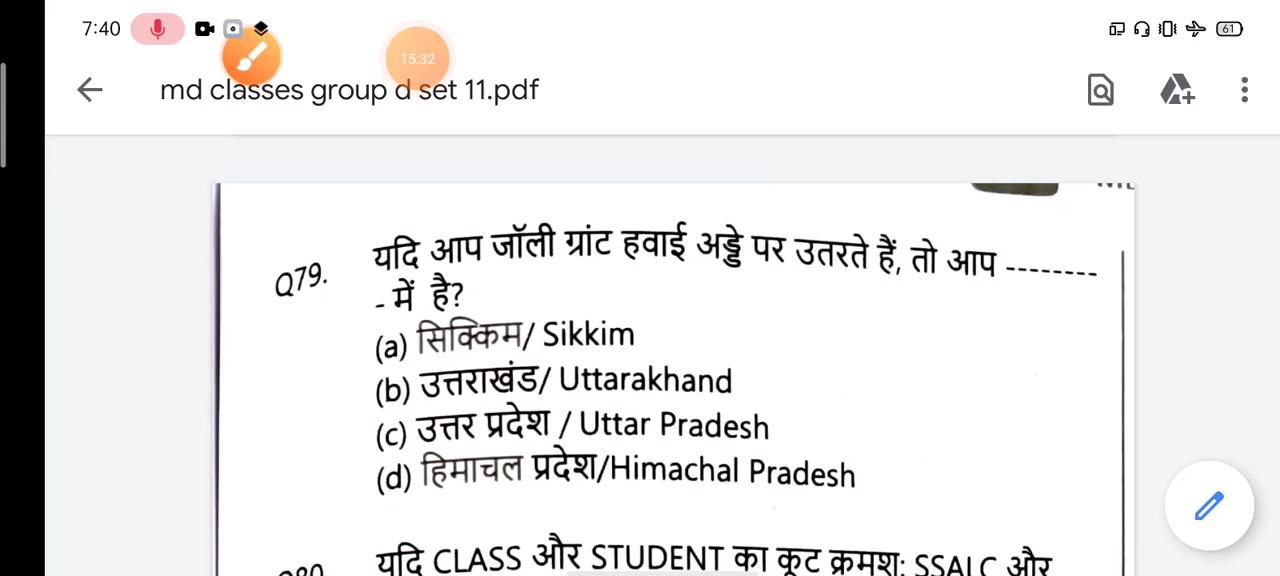 7:40
61
15:32
md classes group d set 11.pdf
Q79. यदि आप जॉली ग्रांट हवाई अड्डे पर उतरते हैं, तो आप --------
- में है?
(a) सिक्किम/ Sikkim
(b) उत्तराखंड/ Uttarakhand
(c) उत्तर प्रदेश / Uttar Pradesh
(d) हिमाचल प्रदेश/Himachal Pradesh
Q80. यदि CLASS और STUDENT का कूट क्रमश: SSALC और